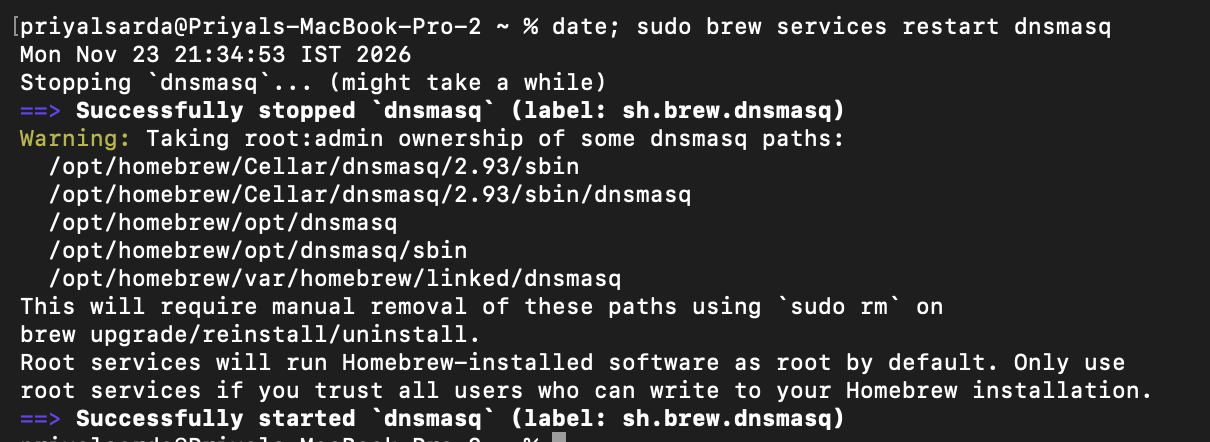 [priyalsarda@Priyals-MacBook-Pro-2 ~ % date; sudo brew services restart dnsmasq
Mon Nov 23 21:34:53 IST 2026
Stopping `dnsmasq`... (might take a while)
==> Successfully stopped `dnsmasq` (label: sh.brew.dnsmasq)
Warning: Taking root:admin ownership of some dnsmasq paths:
  /opt/homebrew/Cellar/dnsmasq/2.93/sbin
  /opt/homebrew/Cellar/dnsmasq/2.93/sbin/dnsmasq
  /opt/homebrew/opt/dnsmasq
  /opt/homebrew/opt/dnsmasq/sbin
  /opt/homebrew/var/homebrew/linked/dnsmasq
This will require manual removal of these paths using `sudo rm` on
brew upgrade/reinstall/uninstall.
Root services will run Homebrew-installed software as root by default. Only use
root services if you trust all users who can write to your Homebrew installation.
==> Successfully started `dnsmasq` (label: sh.brew.dnsmasq)
priyalsarda@Priyals-MacBook-Pro-2 ~ %